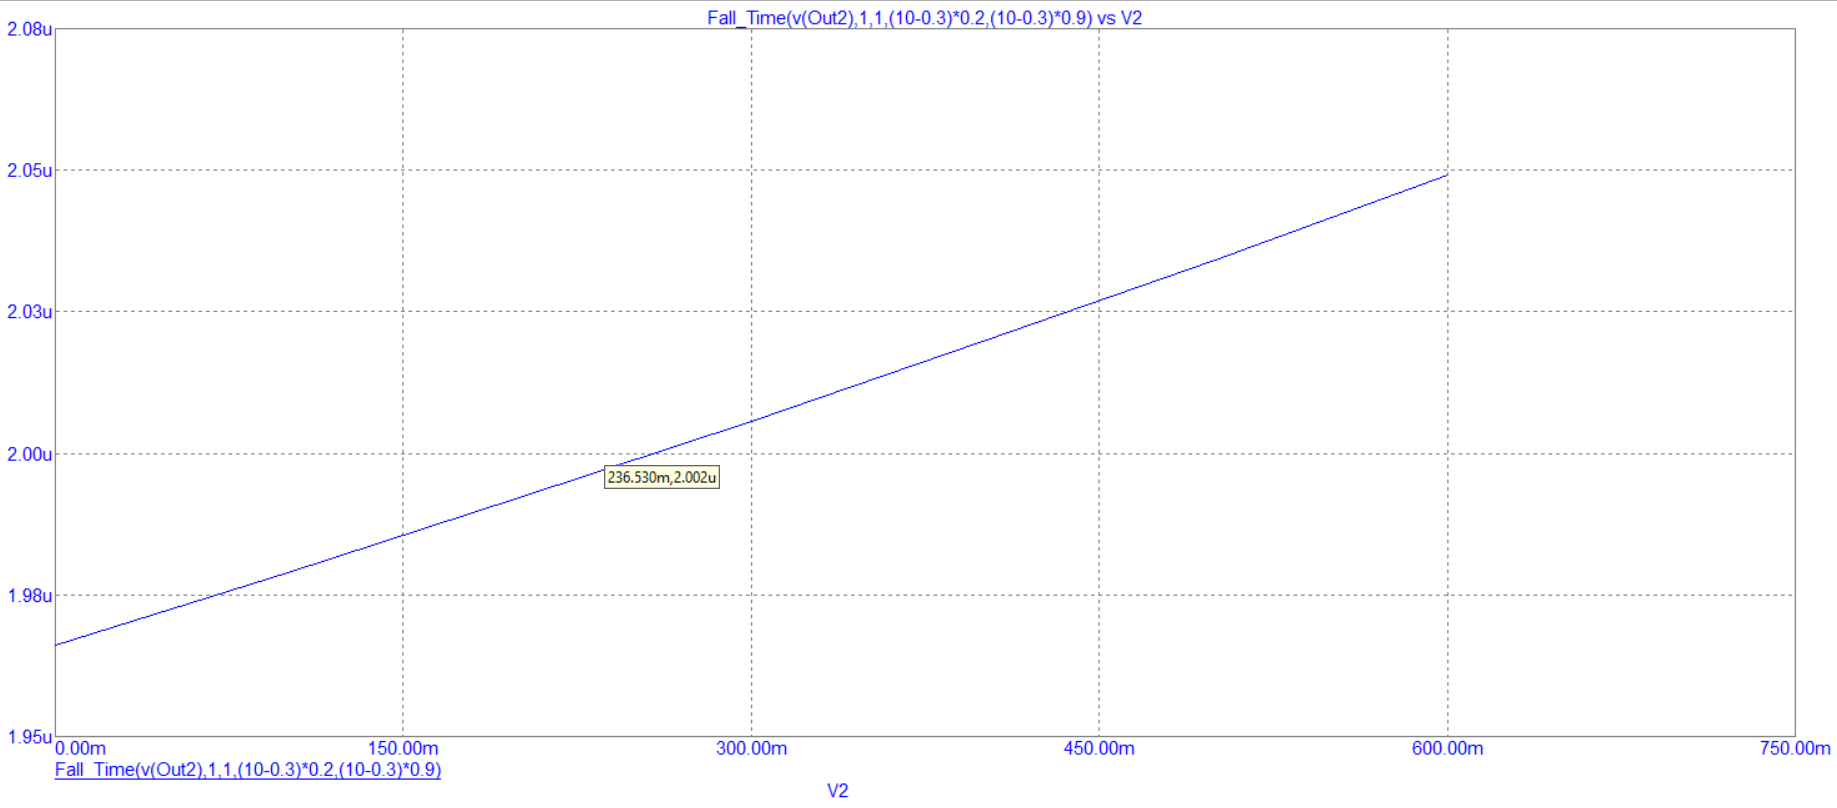 Fall_Time(v(Out2),1,1,(10-0.3)*0.2,(10-0.3)*0.9) vs V2
2.08u
2.05u
2.03u
2.00u
236.530m,2.002u
1.98u
1.95u
0.00m 150.00m 300.00m 450.00m 600.00m 750.00m
Fall_Time(v(Out2),1,1,(10-0.3)*0.2,(10-0.3)*0.9)
V2